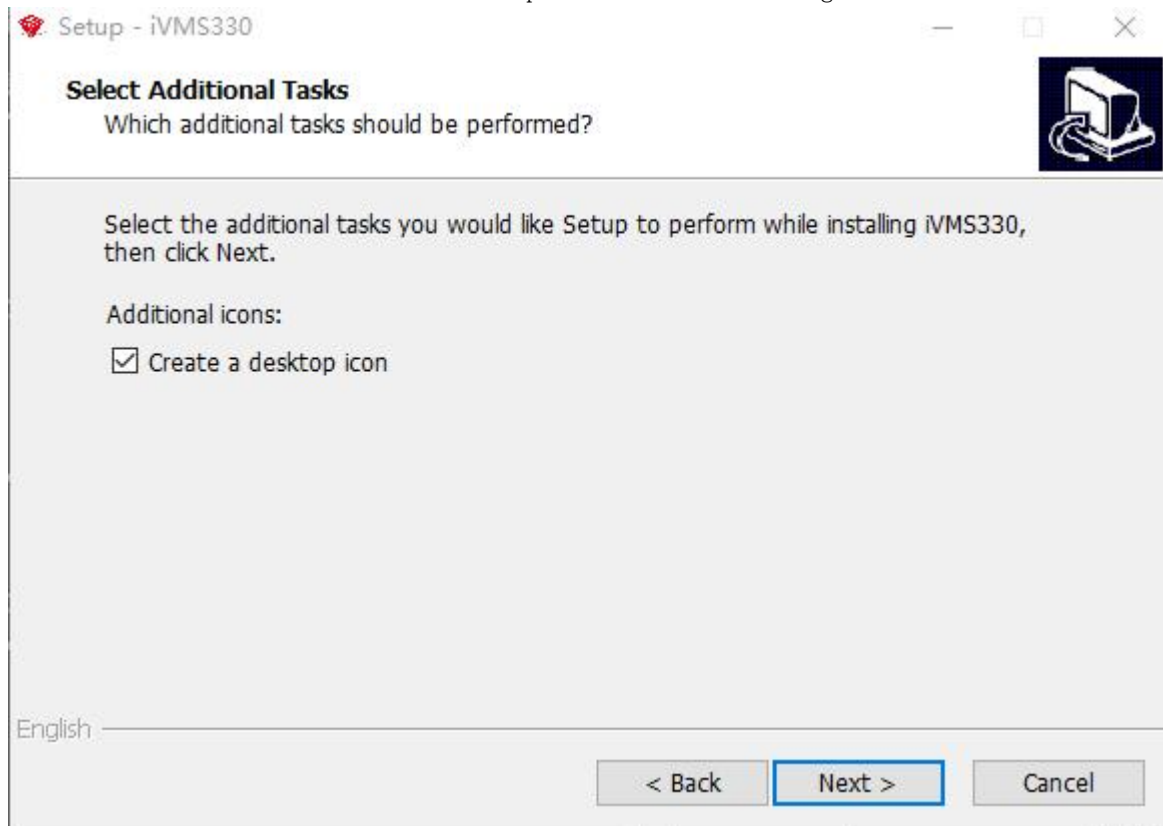 Setup - iVMS330
Select Additional Tasks
Which additional tasks should be performed?
Select the additional tasks you would like Setup to perform while installing iVMS330,
then click Next.
Additional icons:
Create a desktop icon
English
< Back
Next >
Cancel